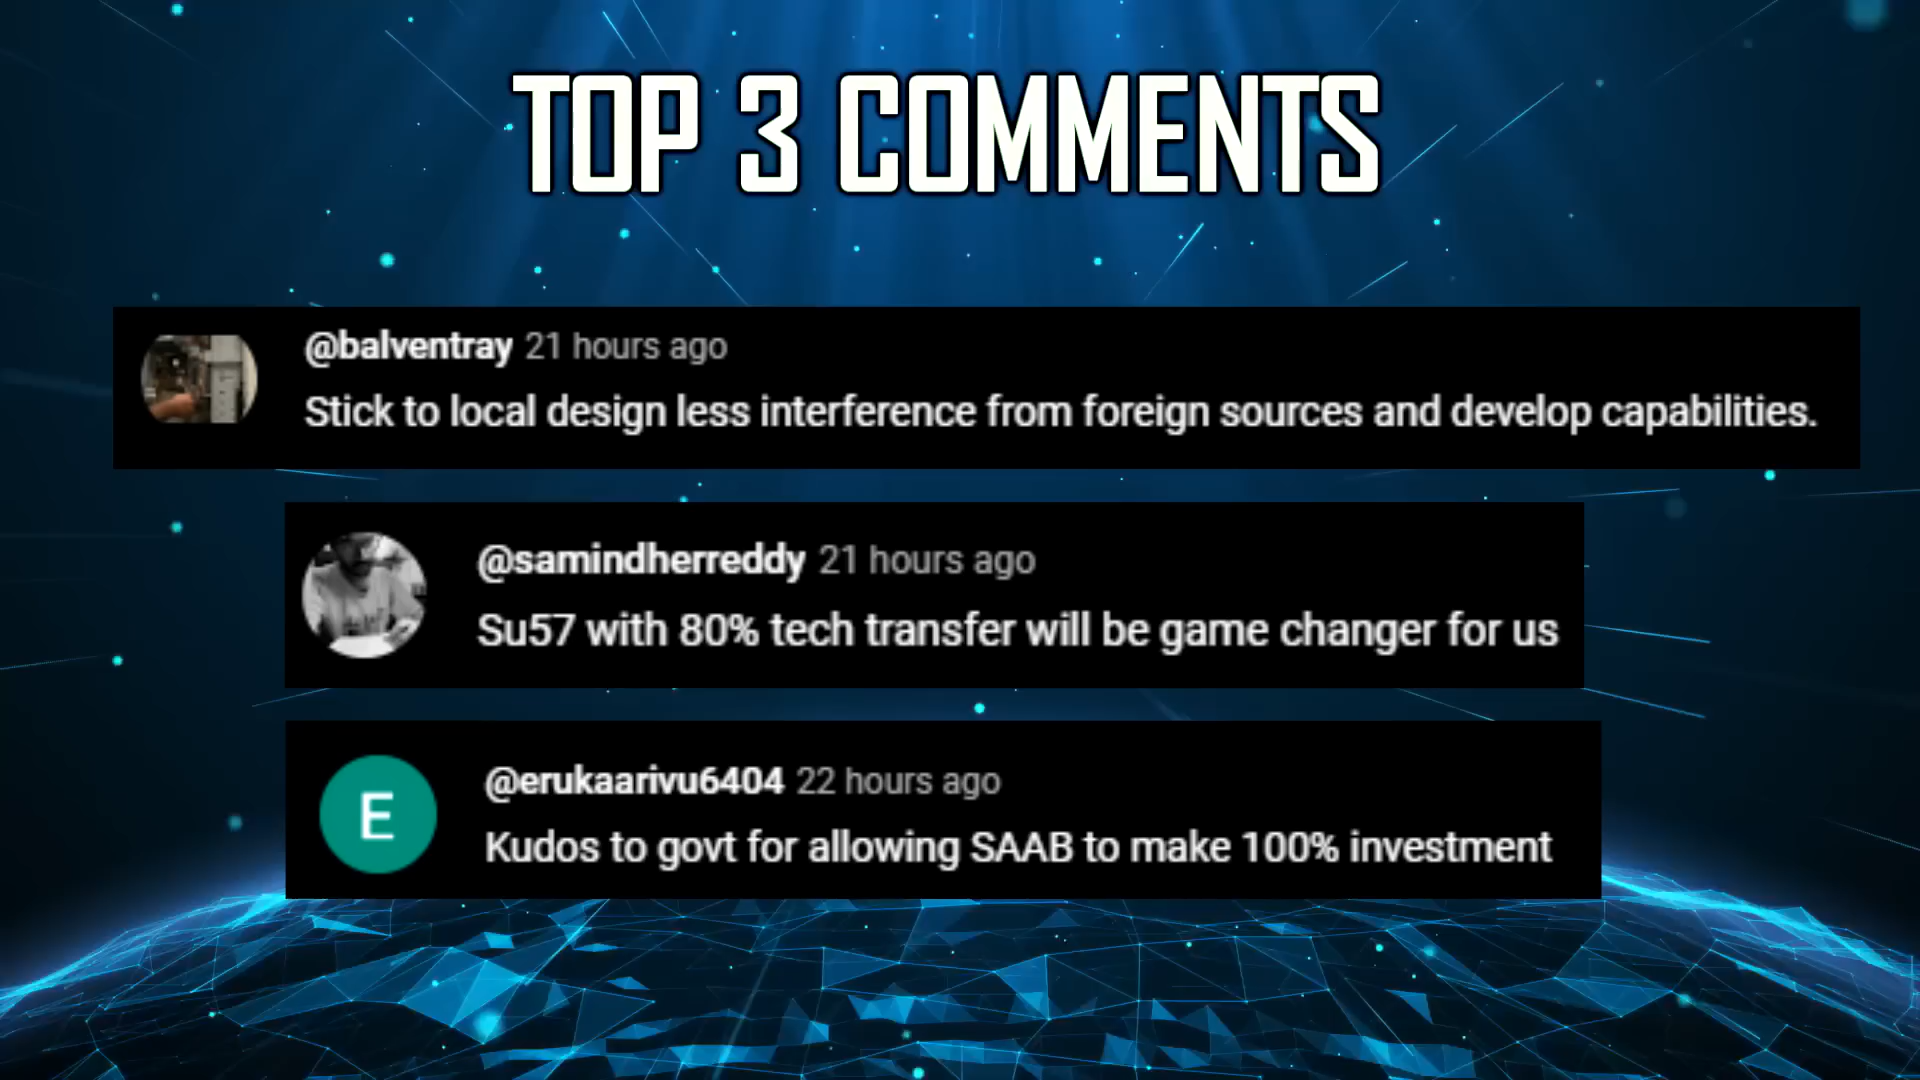 TOP 3 COMMENTS
@balventray 21 hours ago
Stick to local design less interference from foreign sources and develop capabilities.
@samindherreddy 21 hours ago
Su57 with 80% tech transfer will be game changer for us
E
@erukaarivu6404 22 hours ago
Kudos to govt for allowing SAAB to make 100% investment